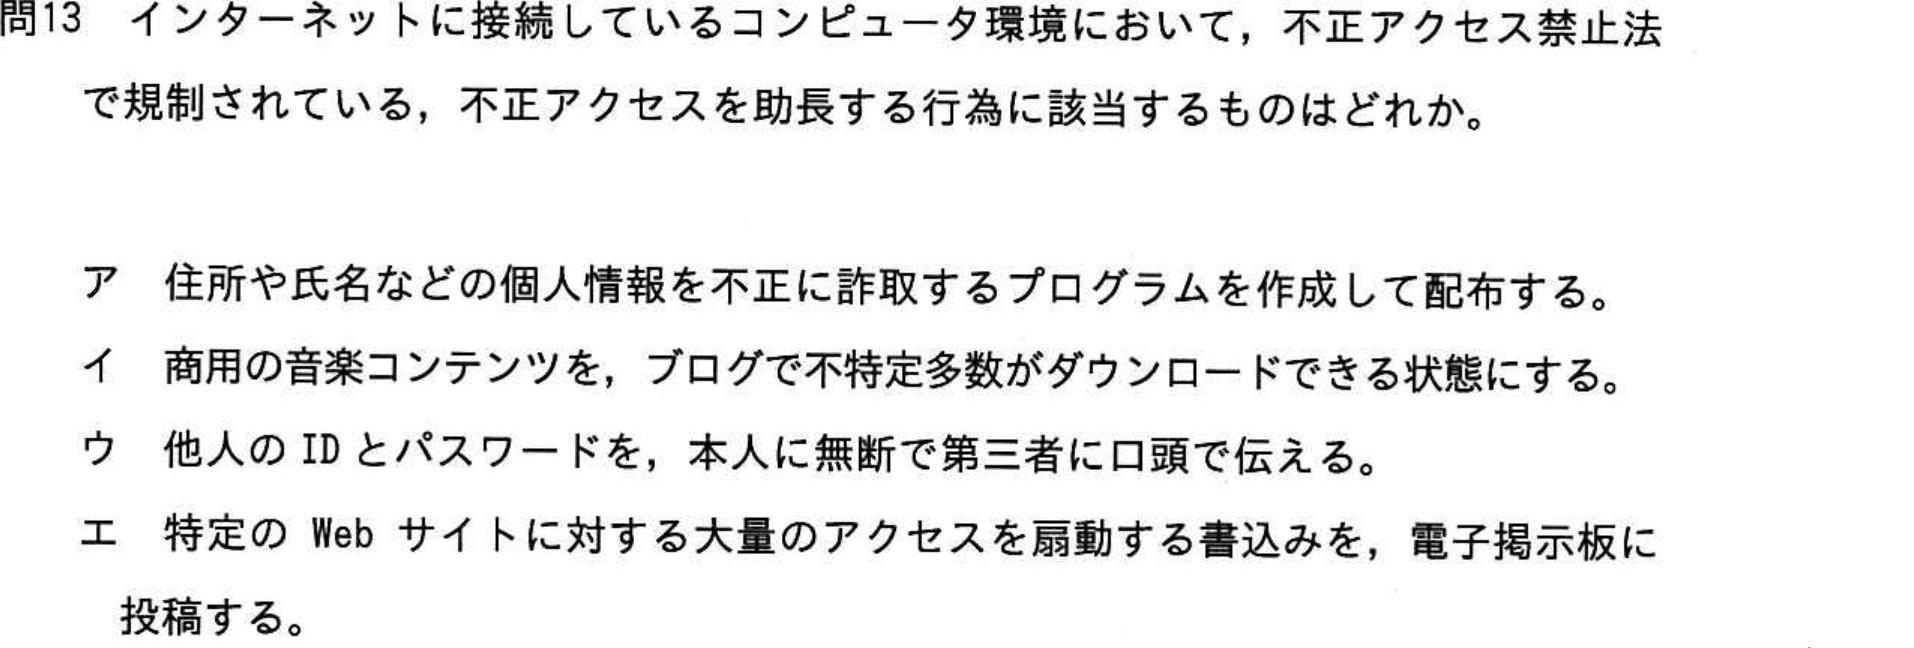 問13　インターネットに接続しているコンピュータ環境において，不正アクセス禁止法
で規制されている，不正アクセスを助長する行為に該当するものはどれか。
ア　住所や氏名などの個人情報を不正に詐取するプログラムを作成して配布する。
イ　商用の音楽コンテンツを，ブログで不特定多数がダウンロードできる状態にする。
ウ　他人の ID とパスワードを，本人に無断で第三者に口頭で伝える。
エ　特定の Web サイトに対する大量のアクセスを扇動する書込みを，電子掲示板に
投稿する。